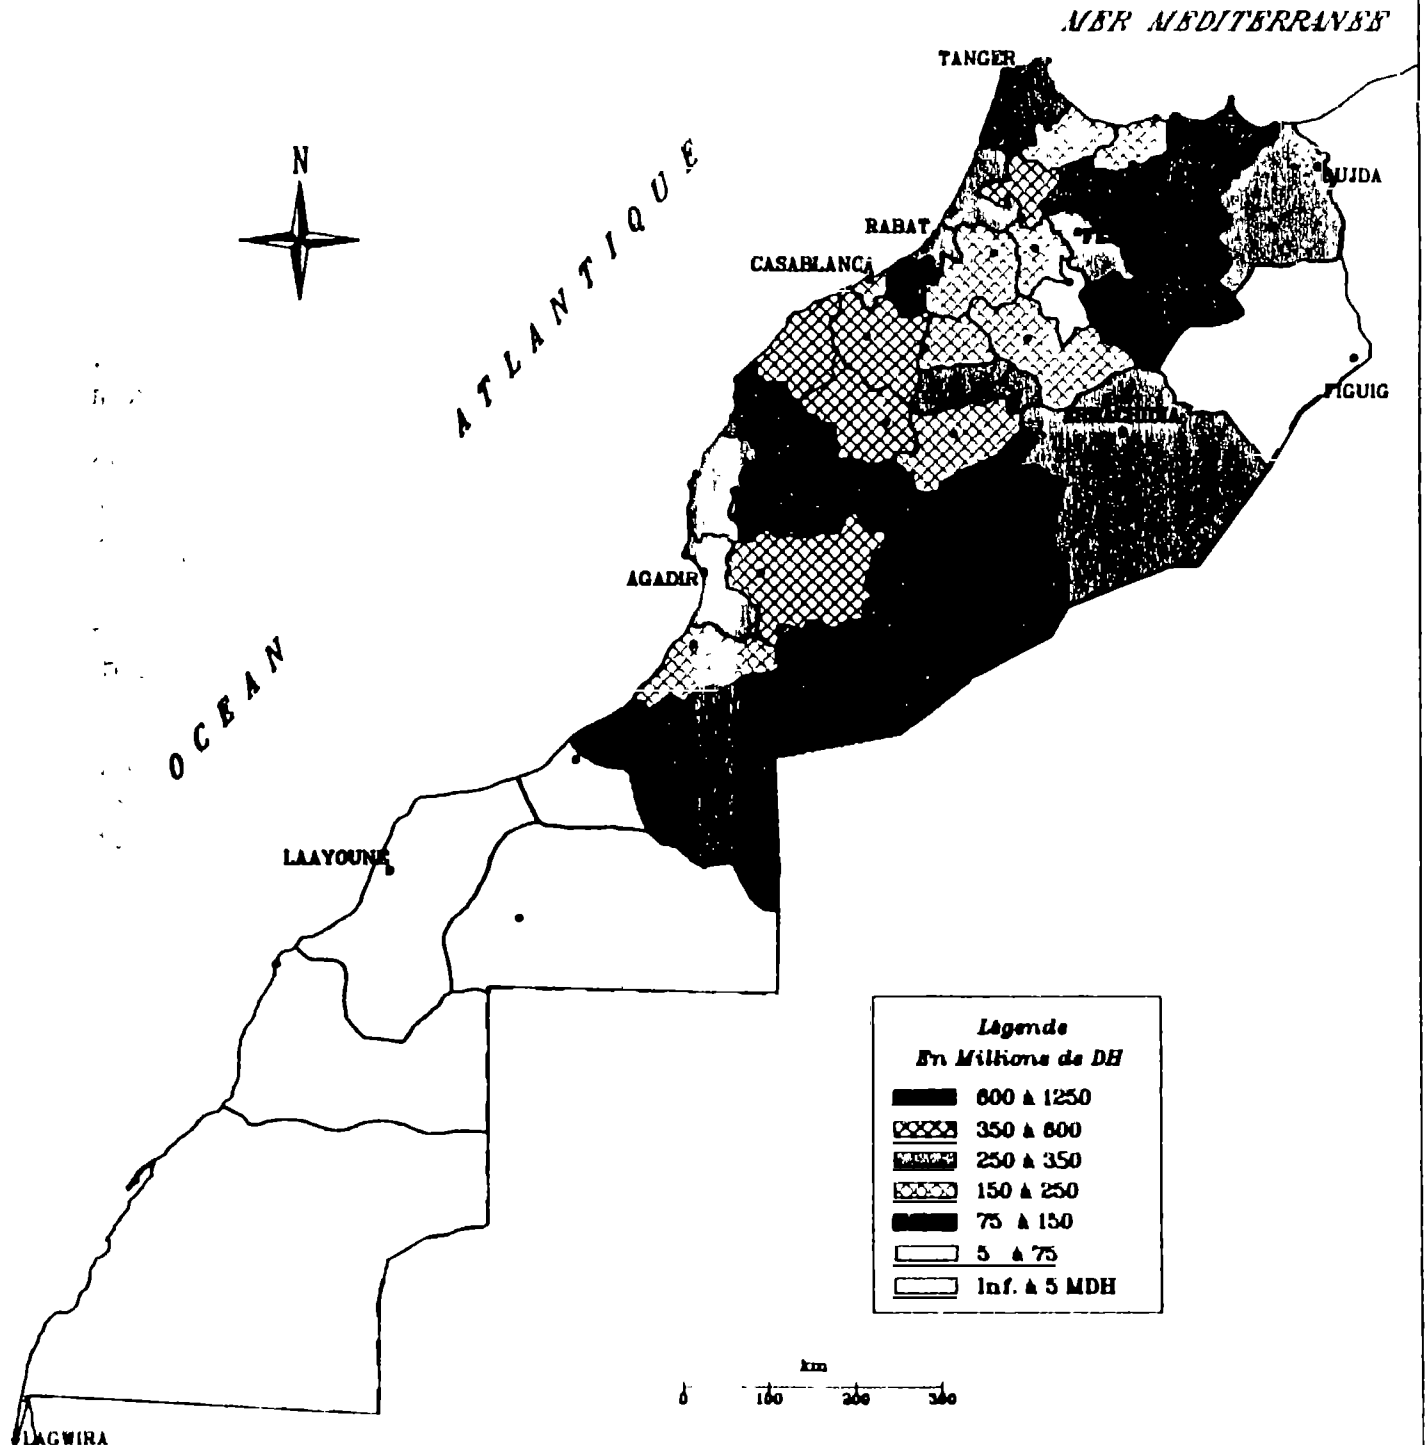 MER MEDITERRANEE
TANGER
N
OCEAN ATLANTIQUE
OUJDA
RABAT
CASABLANCA
FIGUIG
AGADIR
LAAYOUNE
Légende
En Millions de DH
600 à 1250
350 à 600
250 à 350
150 à 250
75 à 150
5 à 75
Inf. à 5 MDH
km
0 100 200 300
LAGWIRA